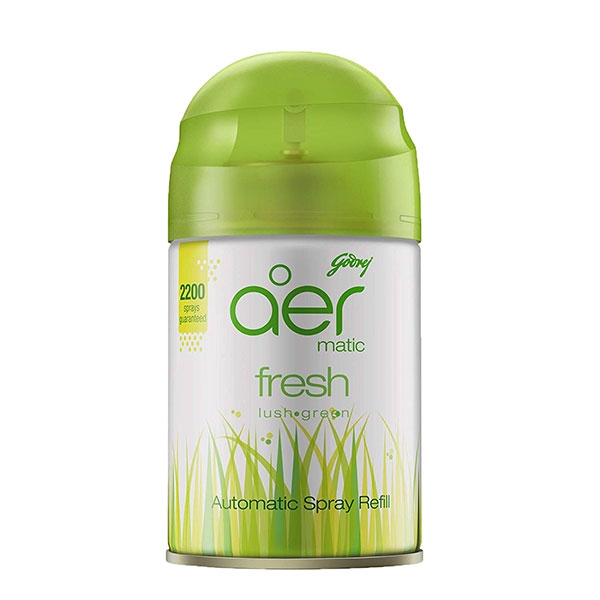 2200
sprays
guaranteed
Godrej
aer
matic
fresh
lush•green
Automatic Spray Refill